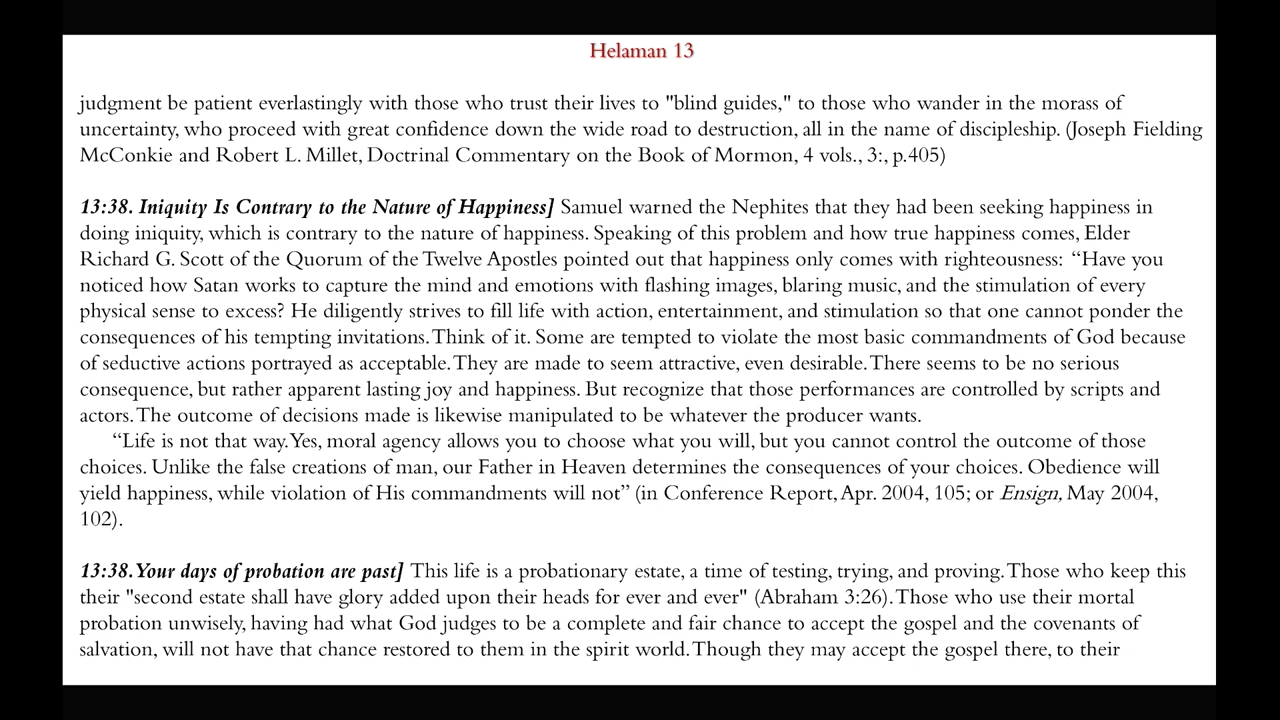 Helaman 13
judgment be patient everlastingly with those who trust their lives to "blind guides," to those who wander in the morass of
uncertainty, who proceed with great confidence down the wide road to destruction, all in the name of discipleship. (Joseph Fielding
McConkie and Robert L. Millet, Doctrinal Commentary on the Book of Mormon, 4 vols., 3:, p.405)
13:38. Iniquity Is Contrary to the Nature of Happiness] Samuel warned the Nephites that they had been seeking happiness in
doing iniquity, which is contrary to the nature of happiness. Speaking of this problem and how true happiness comes, Elder
Richard G. Scott of the Quorum of the Twelve Apostles pointed out that happiness only comes with righteousness: “Have you
noticed how Satan works to capture the mind and emotions with flashing images, blaring music, and the stimulation of every
physical sense to excess? He diligently strives to fill life with action, entertainment, and stimulation so that one cannot ponder the
consequences of his tempting invitations. Think of it. Some are tempted to violate the most basic commandments of God because
of seductive actions portrayed as acceptable. They are made to seem attractive, even desirable. There seems to be no serious
consequence, but rather apparent lasting joy and happiness. But recognize that those performances are controlled by scripts and
actors. The outcome of decisions made is likewise manipulated to be whatever the producer wants.
“Life is not that way. Yes, moral agency allows you to choose what you will, but you cannot control the outcome of those
choices. Unlike the false creations of man, our Father in Heaven determines the consequences of your choices. Obedience will
yield happiness, while violation of His commandments will not” (in Conference Report, Apr. 2004, 105; or Ensign, May 2004,
102).
13:38. Your days of probation are past] This life is a probationary estate, a time of testing, trying, and proving. Those who keep this
their "second estate shall have glory added upon their heads for ever and ever" (Abraham 3:26). Those who use their mortal
probation unwisely, having had what God judges to be a complete and fair chance to accept the gospel and the covenants of
salvation, will not have that chance restored to them in the spirit world. Though they may accept the gospel there, to their